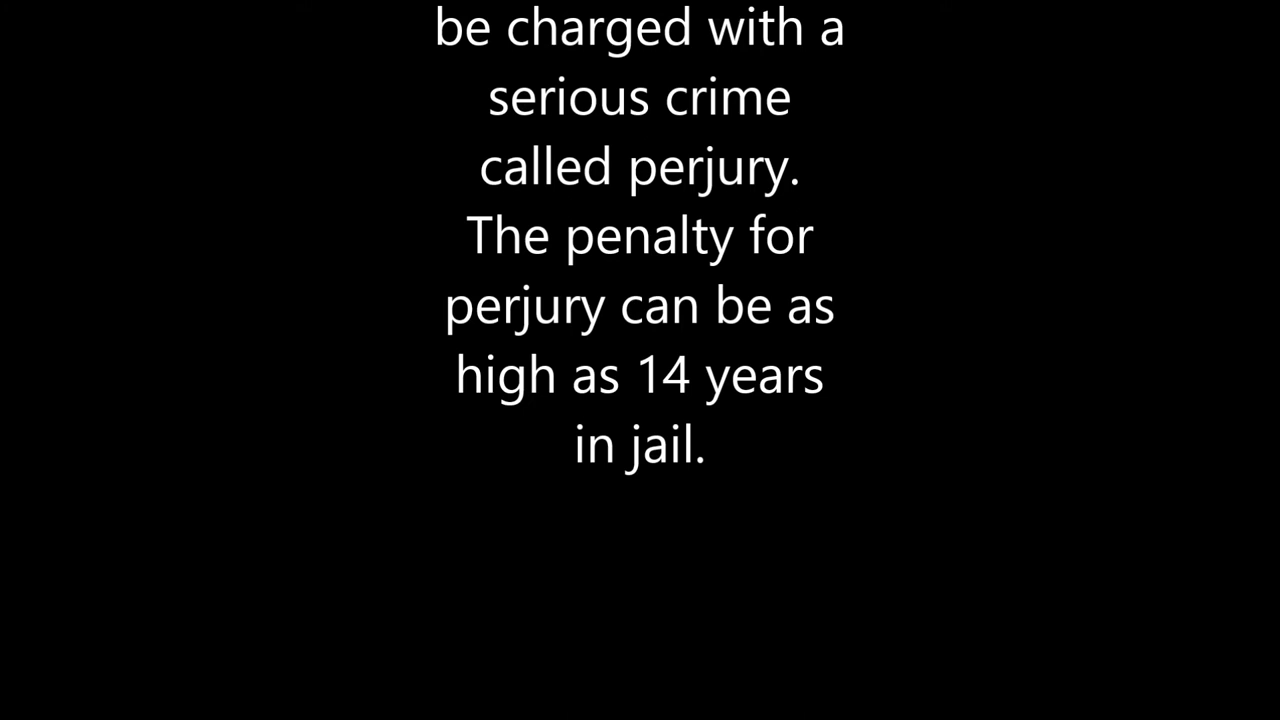 be charged with a
serious crime
called perjury.
The penalty for
perjury can be as
high as 14 years
in jail.